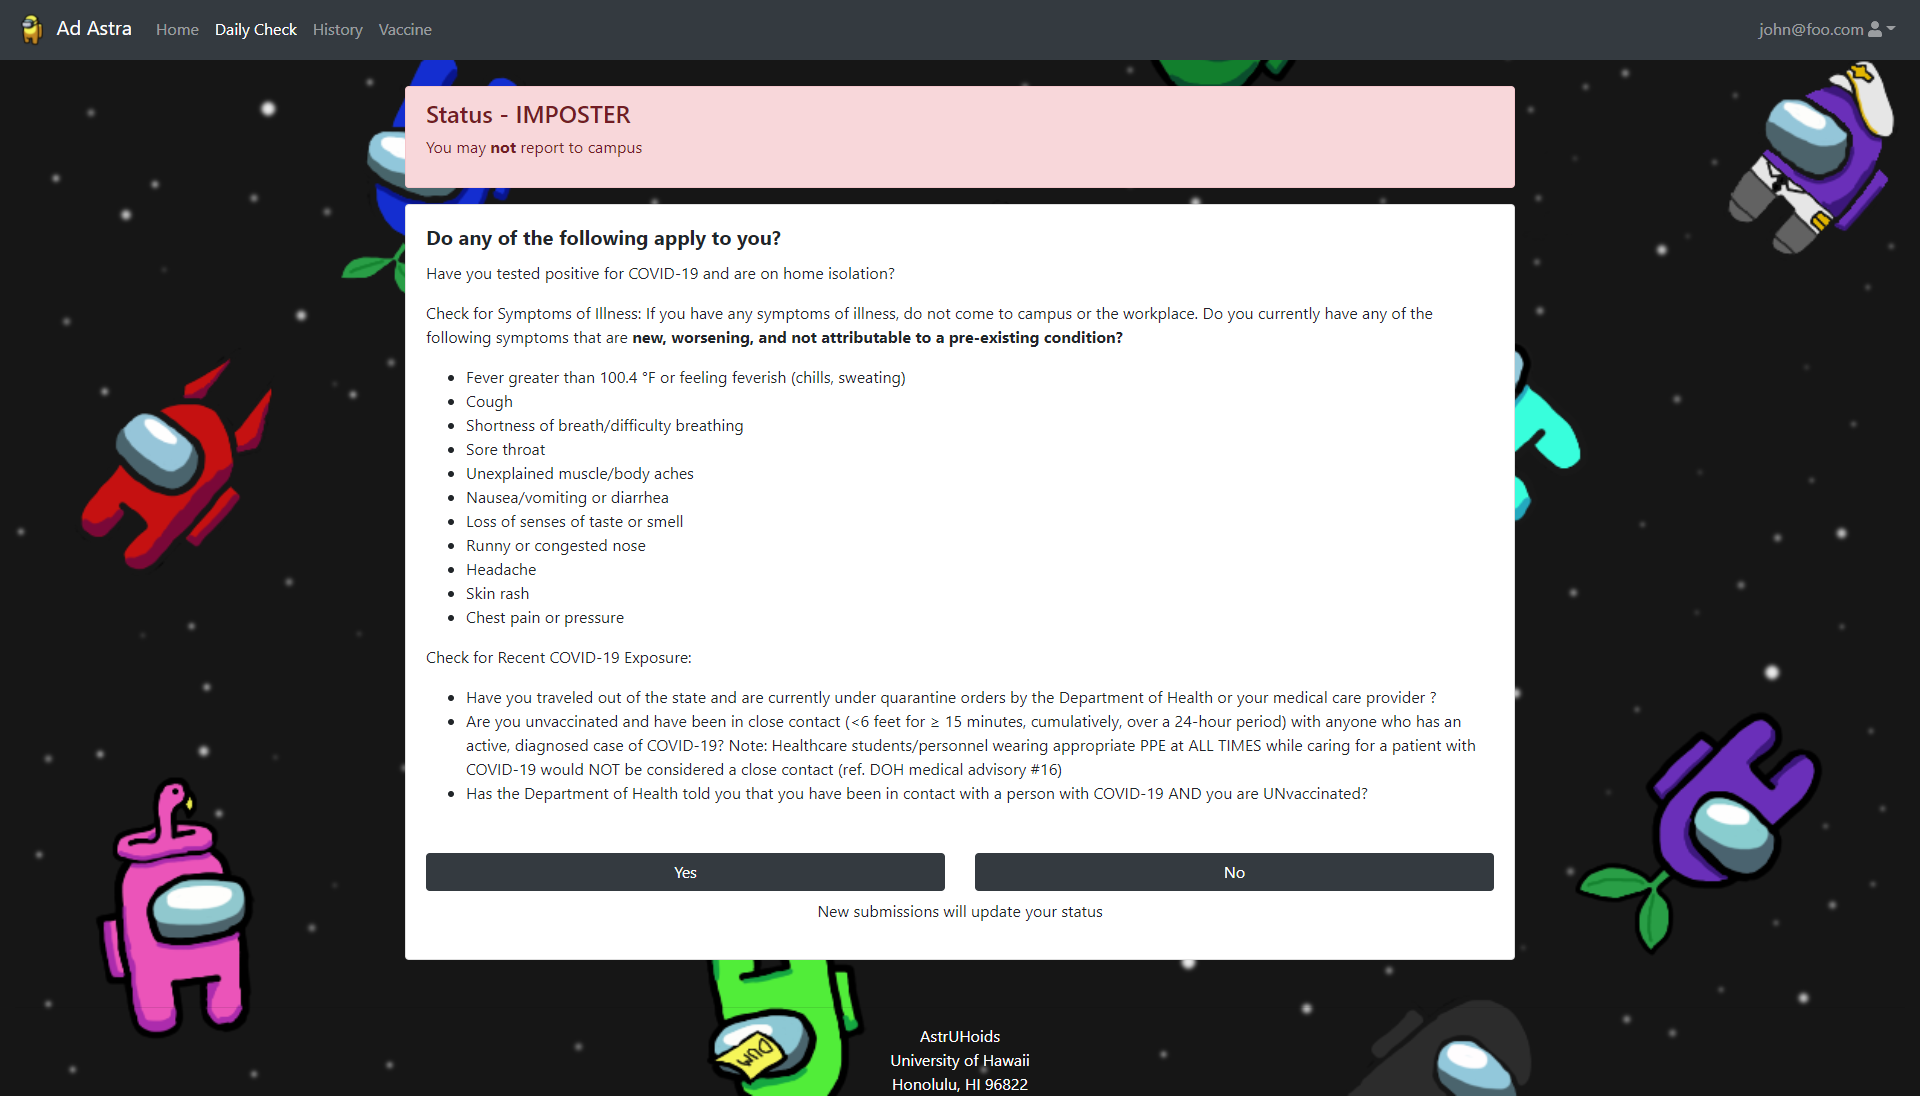 Ad Astra Home Daily Check History Vaccine john@foo.com
Status - IMPOSTER
You may not report to campus
Do any of the following apply to you?
Have you tested positive for COVID-19 and are on home isolation?
Check for Symptoms of Illness: If you have any symptoms of illness, do not come to campus or the workplace. Do you currently have any of the
following symptoms that are new, worsening, and not attributable to a pre-existing condition?
Fever greater than 100.4 °F or feeling feverish (chills, sweating)
Cough
Shortness of breath/difficulty breathing
Sore throat
Unexplained muscle/body aches
Nausea/vomiting or diarrhea
Loss of senses of taste or smell
Runny or congested nose
Headache
Skin rash
Chest pain or pressure
Check for Recent COVID-19 Exposure:
Have you traveled out of the state and are currently under quarantine orders by the Department of Health or your medical care provider ?
Are you unvaccinated and have been in close contact (<6 feet for ≥ 15 minutes, cumulatively, over a 24-hour period) with anyone who has an
active, diagnosed case of COVID-19? Note: Healthcare students/personnel wearing appropriate PPE at ALL TIMES while caring for a patient with
COVID-19 would NOT be considered a close contact (ref. DOH medical advisory #16)
Has the Department of Health told you that you have been in contact with a person with COVID-19 AND you are UNvaccinated?
Yes No
New submissions will update your status
DUM
AstrUHoids
University of Hawaii
Honolulu, HI 96822